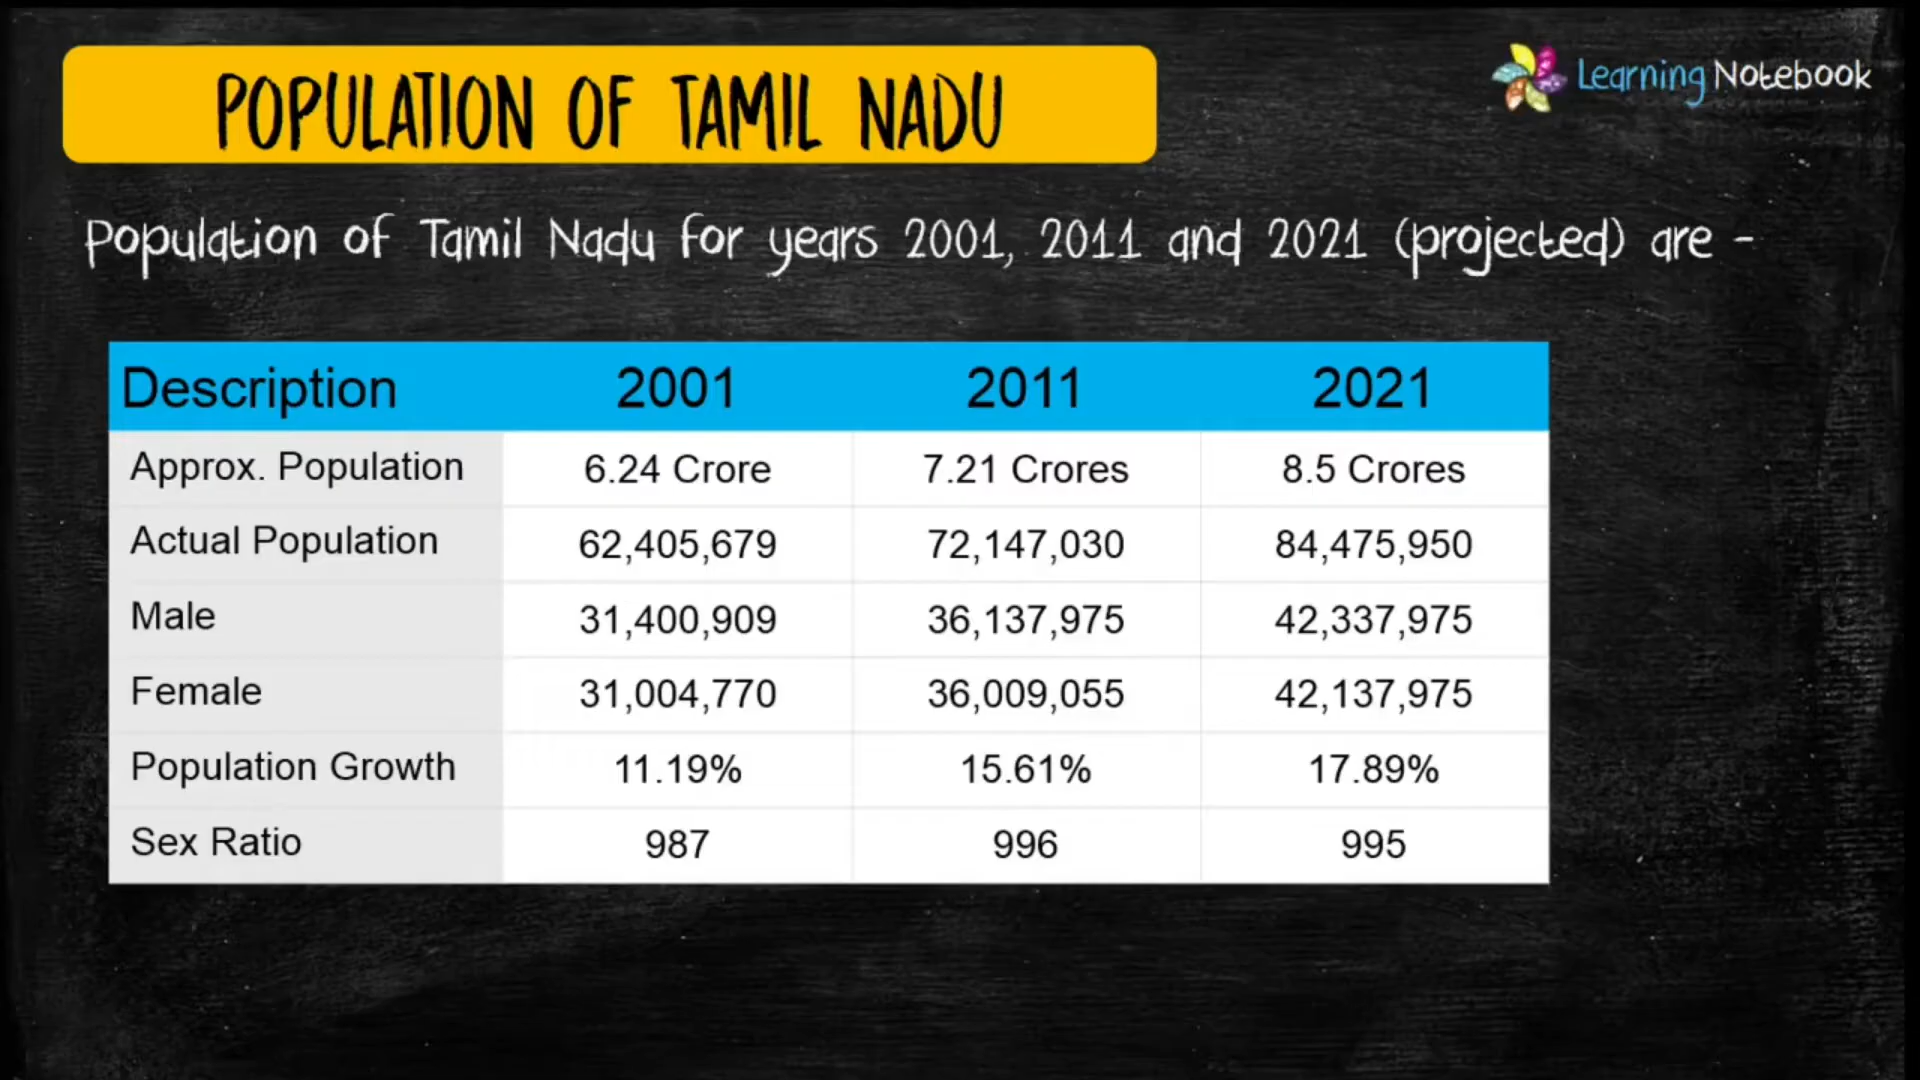 POPULATION OF TAMIL NADU
Learning Notebook
Population of Tamil Nadu for years 2001, 2011 and 2021 (projected) are -
Description 2001 2011 2021
Approx. Population 6.24 Crore 7.21 Crores 8.5 Crores
Actual Population 62,405,679 72,147,030 84,475,950
Male 31,400,909 36,137,975 42,337,975
Female 31,004,770 36,009,055 42,137,975
Population Growth 11.19% 15.61% 17.89%
Sex Ratio 987 996 995